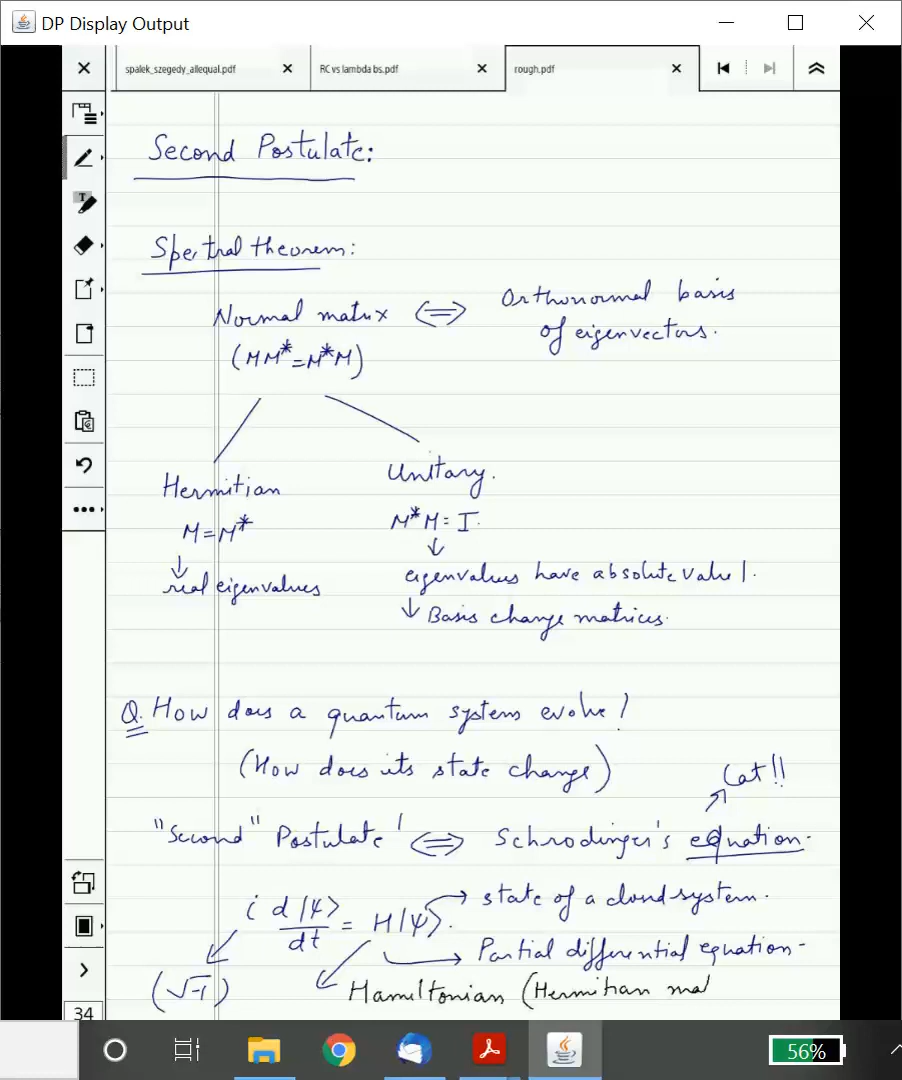 DP Display Output
spalek_szegedy_allequal.pdf
RC vs lambda bs.pdf
rough.pdf
Second Postulate:
Spectral theorem:
Normal matrix ⟺ Orthonormal basis
of eigenvectors.
(MM* = M*M)
Hermitian
Unitary.
M = M*
M*M = I.
↓
↓
real eigenvalues
eigenvalues have absolute value 1.
↓ Basis change matrices.
Q. How does a quantum system evolve?
(How does its state change)
Cat!!
"Second" Postulate' ⟺ Schrodinger's equation.
i d|ψ⟩/dt = H|ψ⟩. → state of a closed system.
→ Partial differential equation-
(√-1)
Hamiltonian (Hermitian mat
34
56%